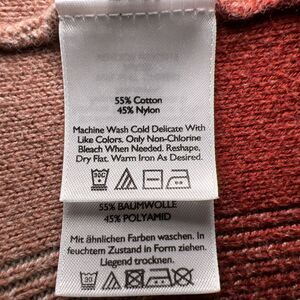 55% Cotton
45% Nylon
Machine Wash Cold Delicate With
Like Colors. Only Non-Chlorine
Bleach When Needed. Reshape,
Dry Flat. Warm Iron As Desired.
55% BAUMWOLLE
45% POLYAMID
Mit ähnlichen Farben waschen. In
feuchtem Zustand in Form ziehen.
Liegend trocknen.